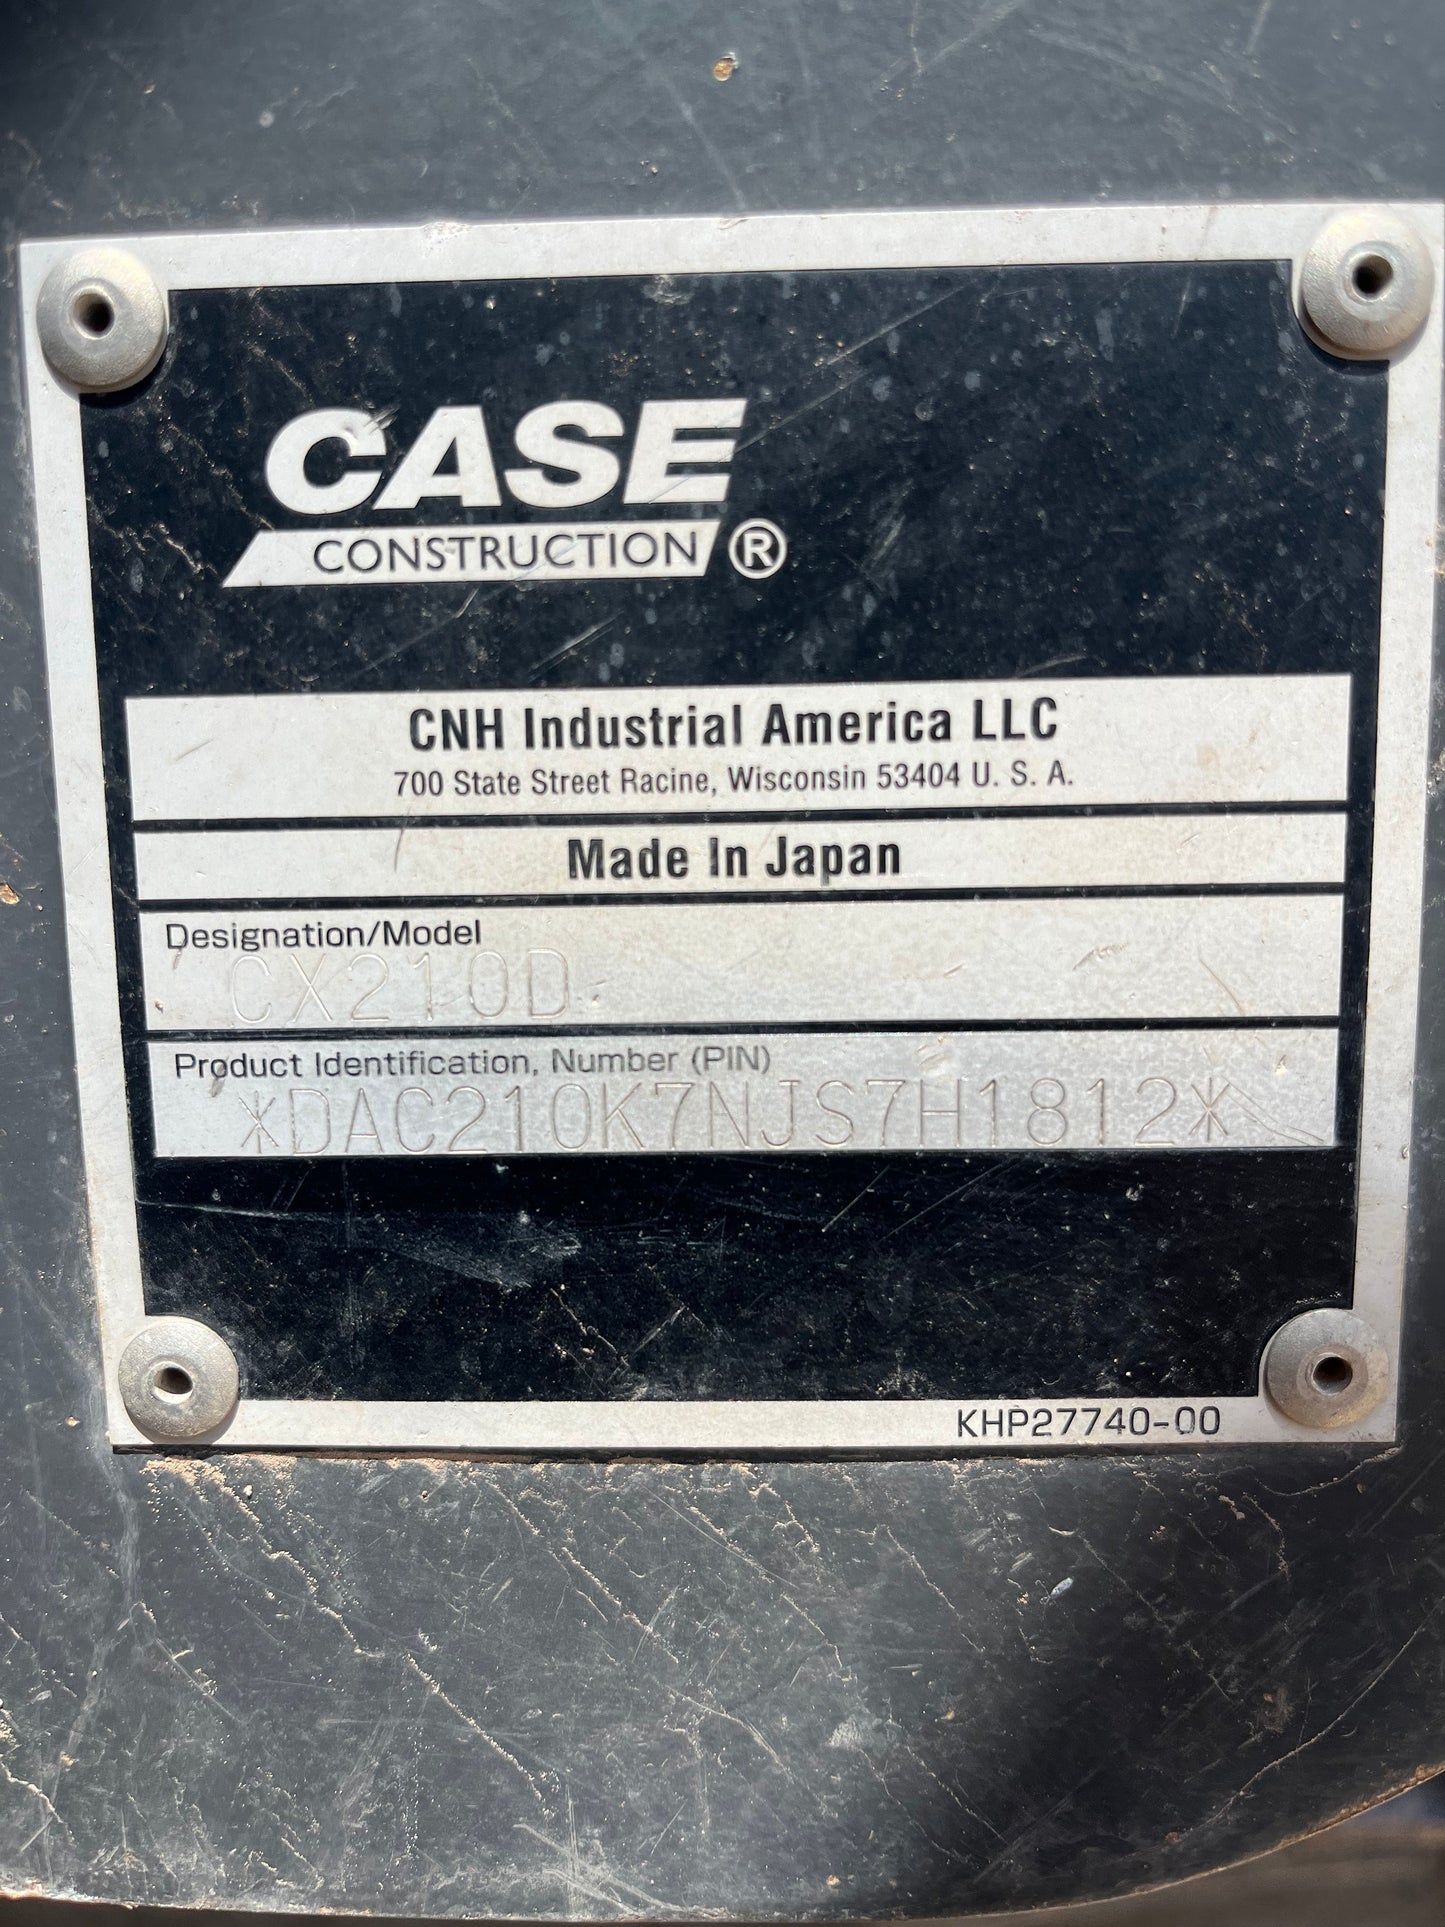 CASE
CONSTRUCTION ®
CNH Industrial America LLC
700 State Street Racine, Wisconsin 53404 U. S. A.
Made In Japan
Designation/Model
CX210D
Product Identification, Number (PIN)
*DAC210K7NJS7H1812*
KHP27740-00